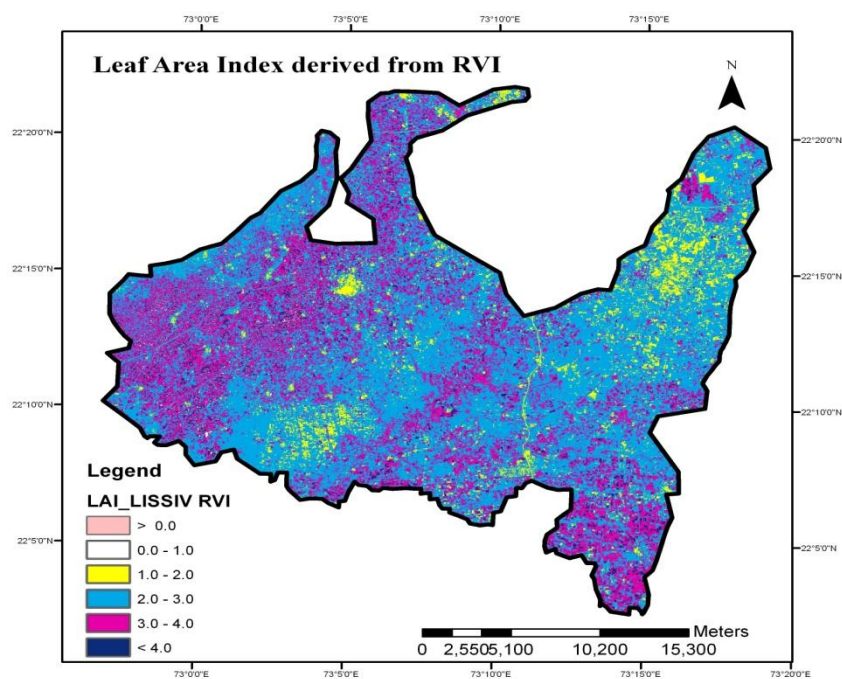 73°0'0"E 73°5'0"E 73°10'0"E 73°15'0"E
Leaf Area Index derived from RVI
N
22°20'0"N 22°20'0"N
22°15'0"N 22°15'0"N
22°10'0"N 22°10'0"N
22°5'0"N 22°5'0"N
Legend
LAI_LISSIV RVI
> 0.0
0.0 - 1.0
1.0 - 2.0
2.0 - 3.0
3.0 - 4.0
< 4.0
Meters
0 2,5505,100 10,200 15,300
73°0'0"E 73°5'0"E 73°10'0"E 73°15'0"E 73°20'0"E